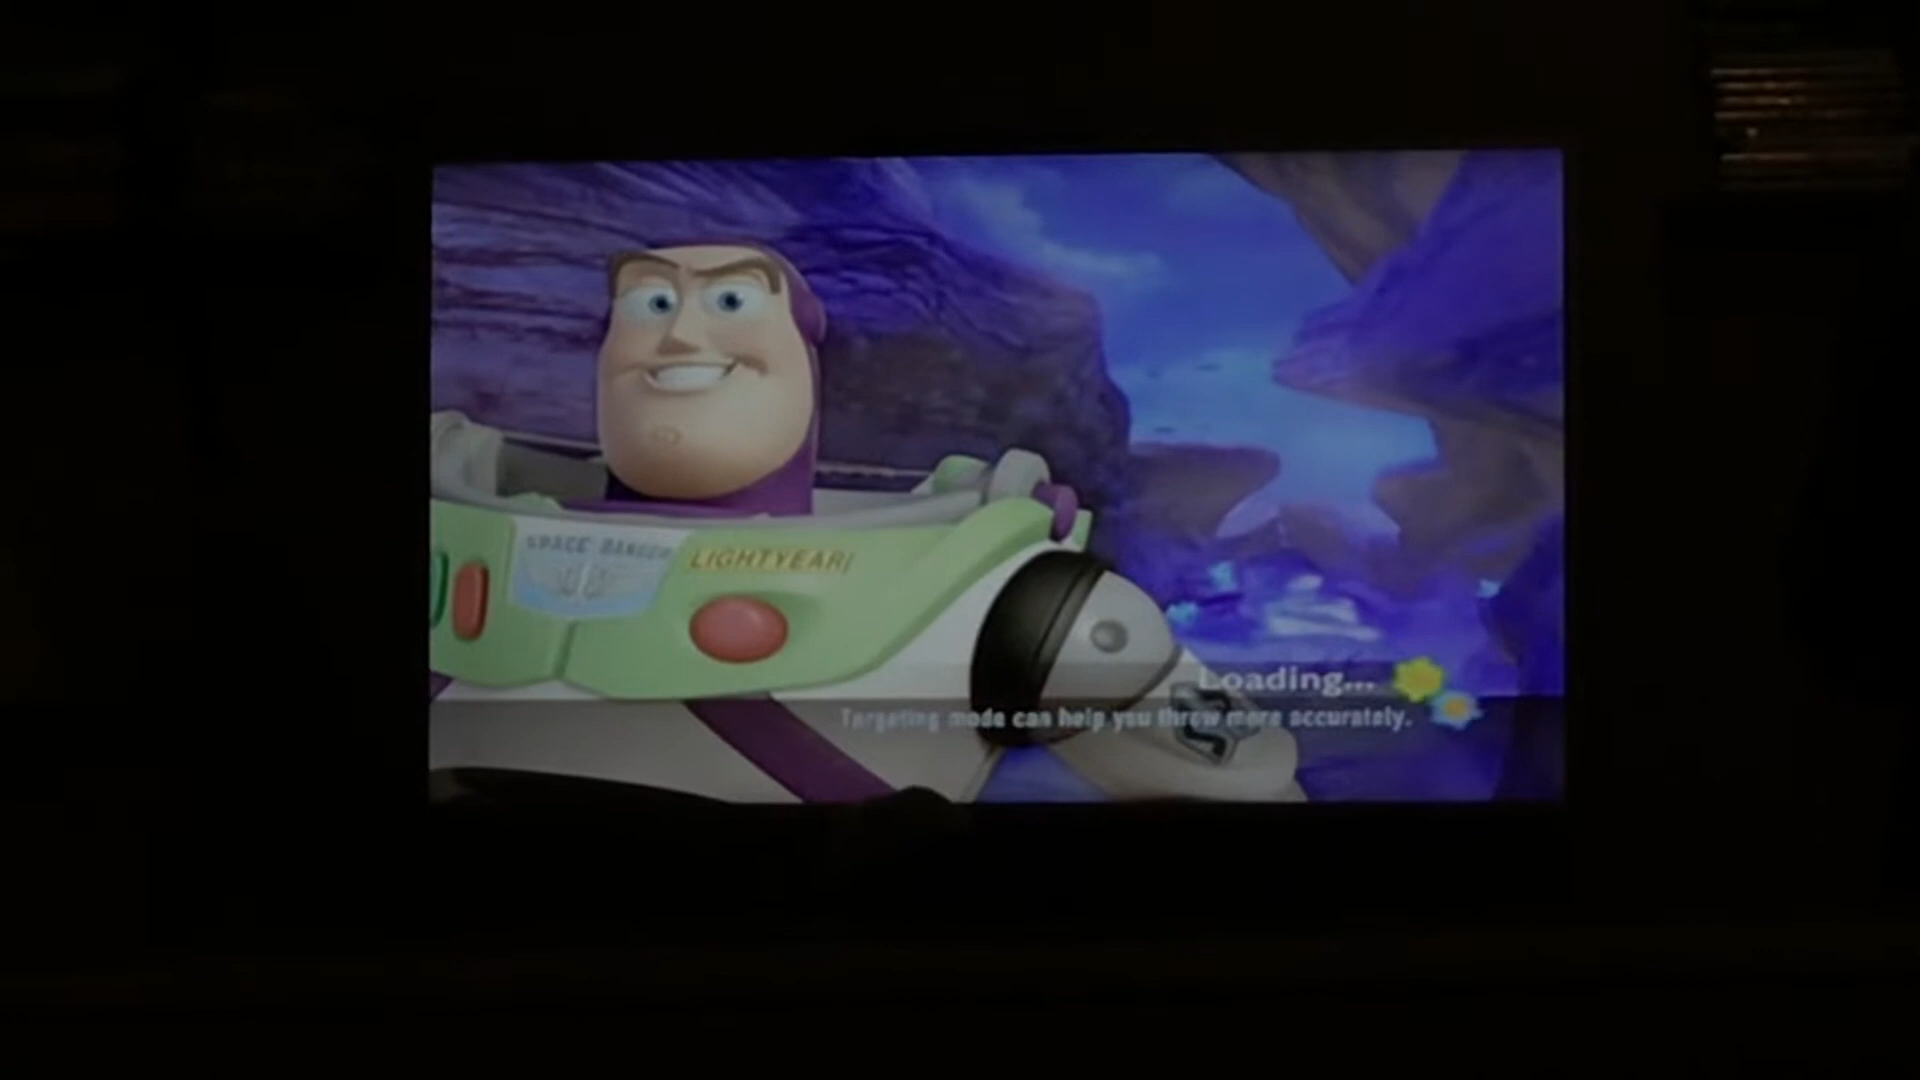 SPACE RANGER
LIGHTYEAR
Loading...
Targeting mode can help you throw more accurately.